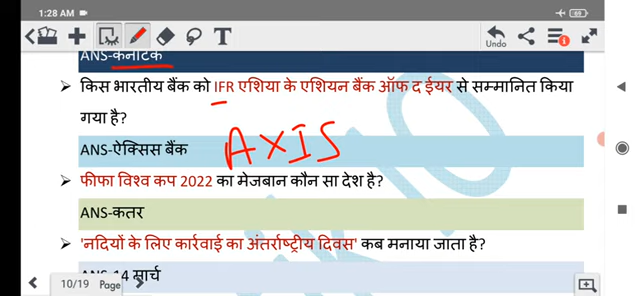 1:28 AM
69
Undo
ANS-कर्नाटक
किस भारतीय बैंक को IFR एशिया के एशियन बैंक ऑफ द ईयर से सम्मानित किया
गया है?
ANS-ऐक्सिस बैंक AXIS
फीफा विश्व कप 2022 का मेजबान कौन सा देश है?
ANS-कतर
'नदियों के लिए कार्रवाई का अंतर्राष्ट्रीय दिवस' कब मनाया जाता है?
ANS-14 मार्च
10/19 Page